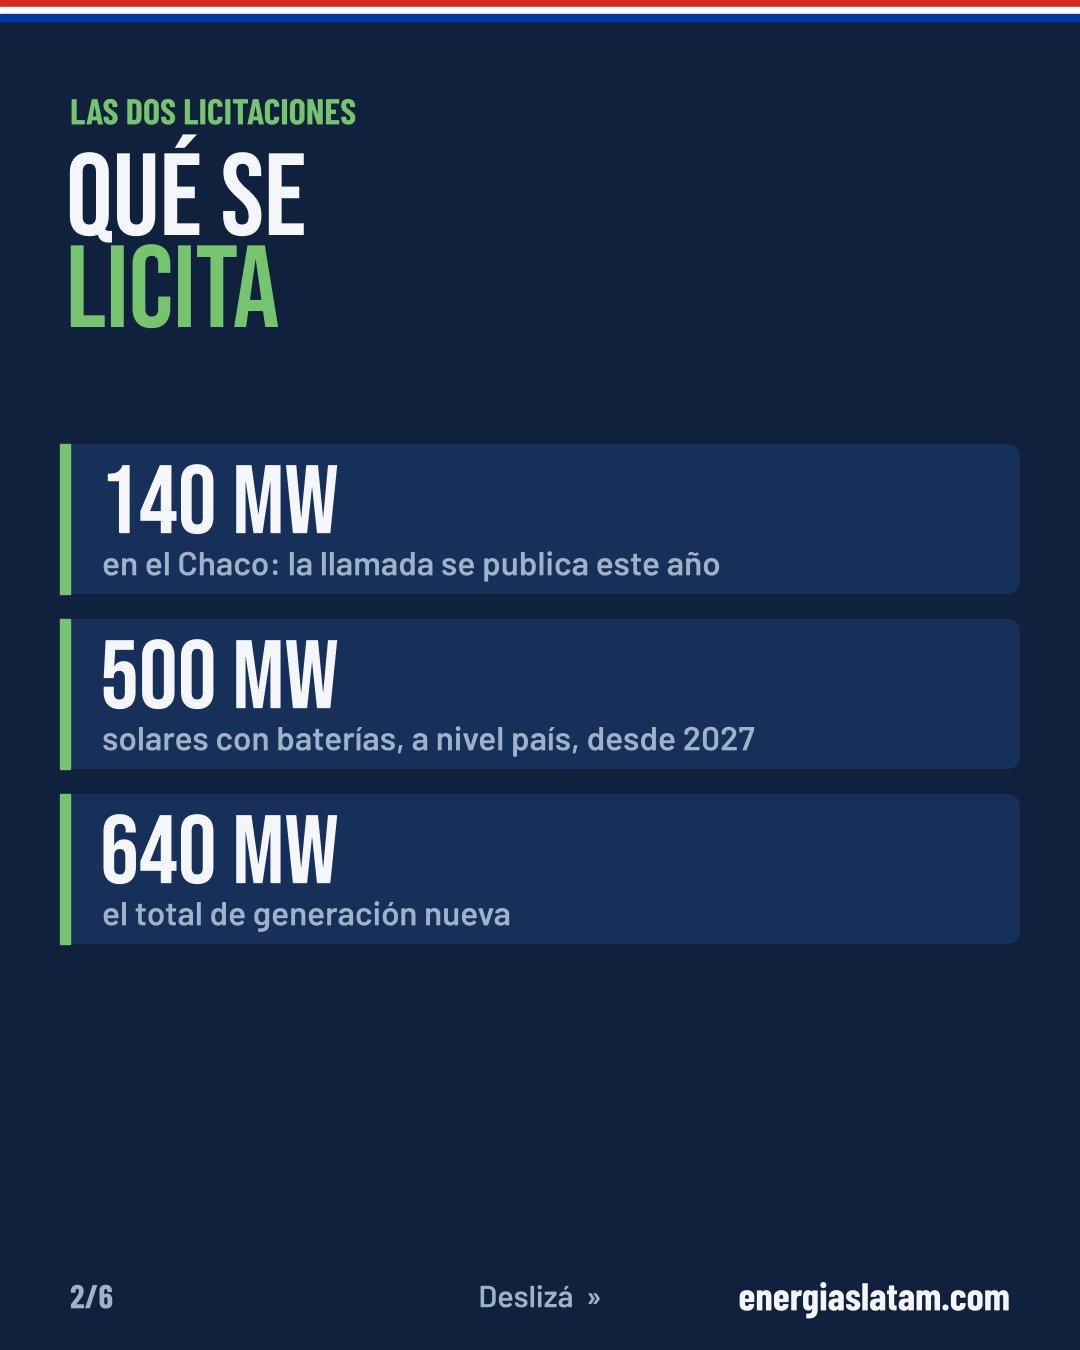 LAS DOS LICITACIONES
QUÉ SE
LICITA
140 MW
en el Chaco: la llamada se publica este año
500 MW
solares con baterías, a nivel país, desde 2027
640 MW
el total de generación nueva
2/6
Deslizá »
energiaslatam.com